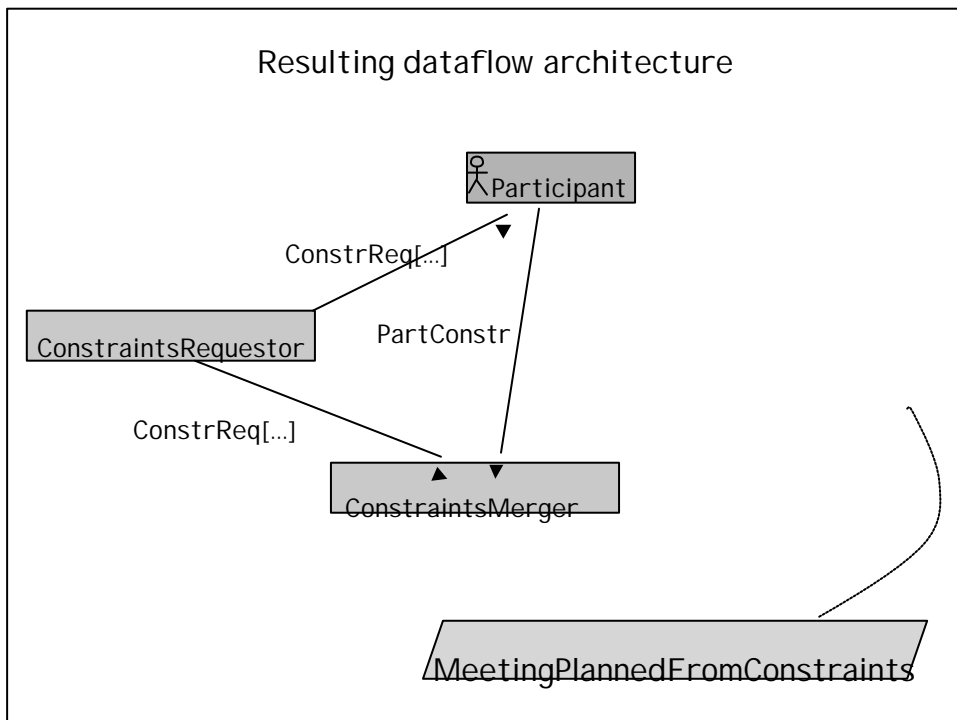 Resulting dataflow architecture
Participant
ConstrReq[...]
PartConstr
ConstraintsRequestor
ConstrReq[...]
ConstraintsMerger
MeetingPlannedFromConstraints